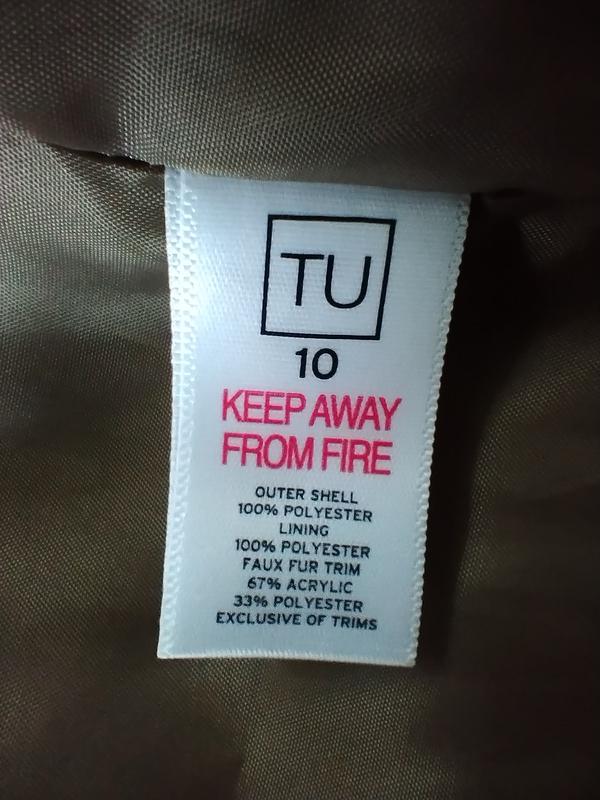 TU
10
KEEP AWAY
FROM FIRE
OUTER SHELL
100% POLYESTER
LINING
100% POLYESTER
FAUX FUR TRIM
67% ACRYLIC
33% POLYESTER
EXCLUSIVE OF TRIMS